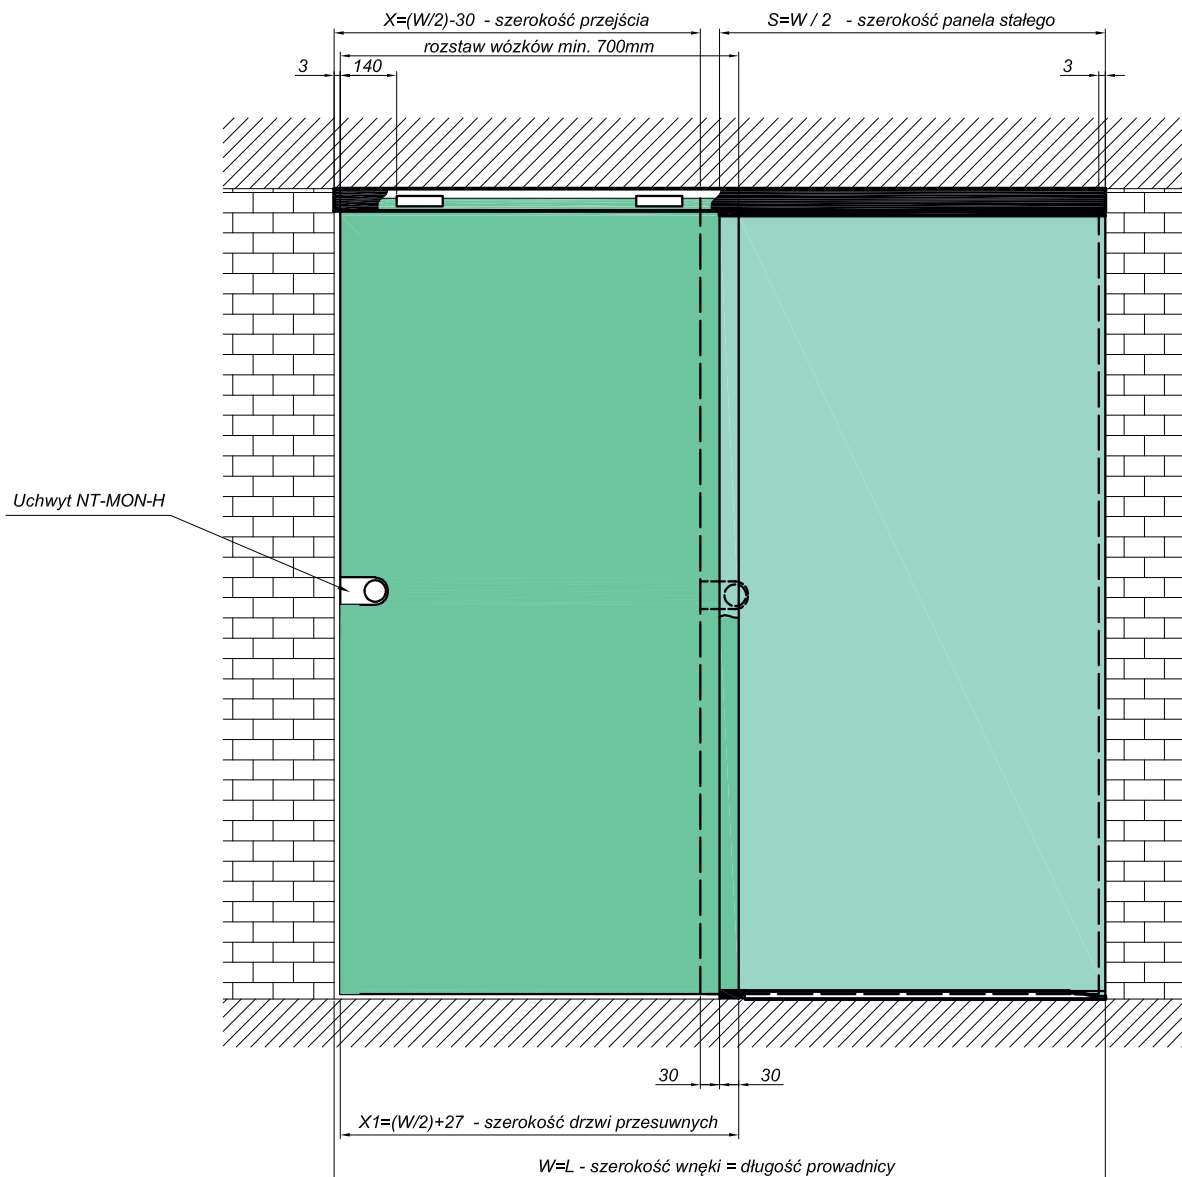 X=(W/2)-30 - szerokość przejścia
S=W / 2 - szerokość panela stałego
rozstaw wózków min. 700mm
3
140
3
Uchwyt NT-MON-H
30
30
X1=(W/2)+27 - szerokość drzwi przesuwnych
W=L - szerokość wnęki = długość prowadnicy